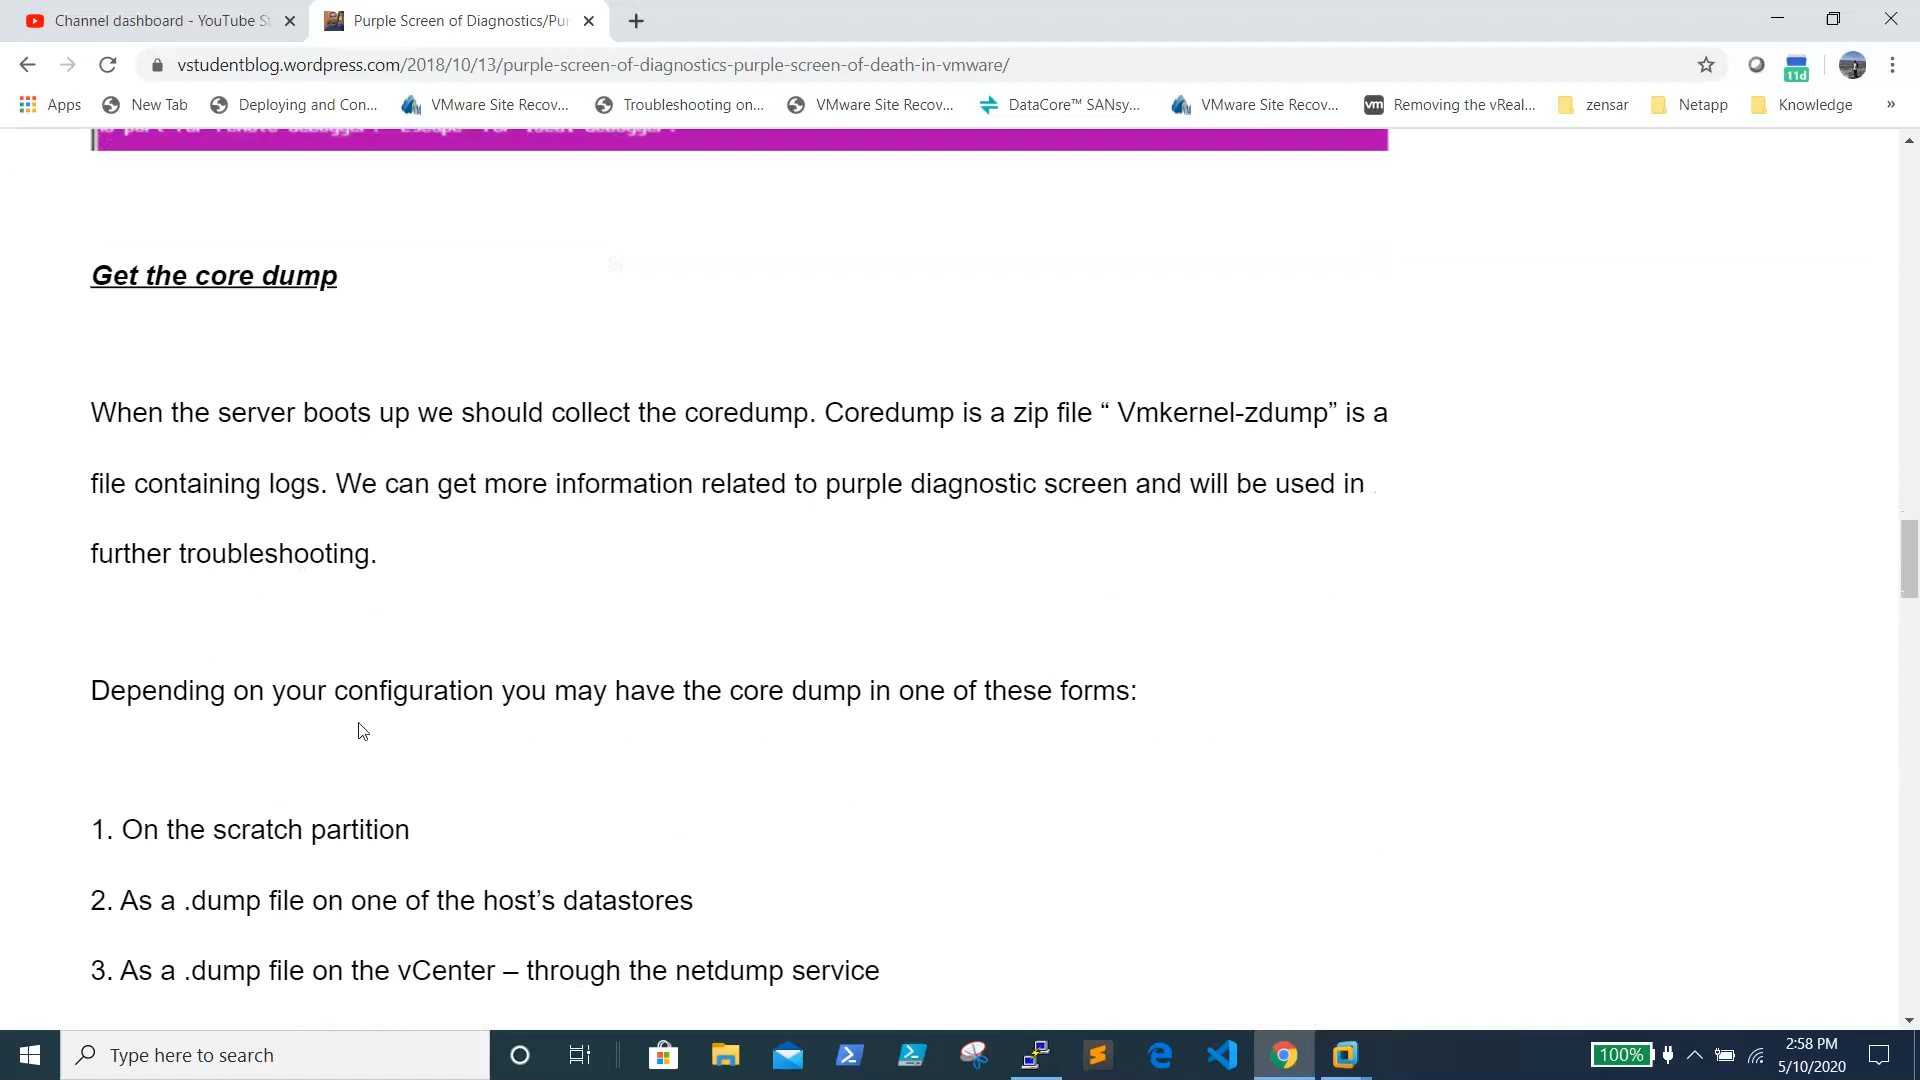 Channel dashboard - YouTube St
Purple Screen of Diagnostics/Pur
vstudentblog.wordpress.com/2018/10/13/purple-screen-of-diagnostics-purple-screen-of-death-in-vmware/
11d
Apps
New Tab
Deploying and Con...
VMware Site Recov...
Troubleshooting on...
VMware Site Recov...
DataCore™ SANsy...
VMware Site Recov...
vm
Removing the vReal...
zensar
Netapp
Knowledge
»
Get the core dump
When the server boots up we should collect the coredump. Coredump is a zip file “ Vmkernel-zdump” is a
file containing logs. We can get more information related to purple diagnostic screen and will be used in
further troubleshooting.
Depending on your configuration you may have the core dump in one of these forms:
1. On the scratch partition
2. As a .dump file on one of the host’s datastores
3. As a .dump file on the vCenter – through the netdump service
Type here to search
100%
2:58 PM
5/10/2020